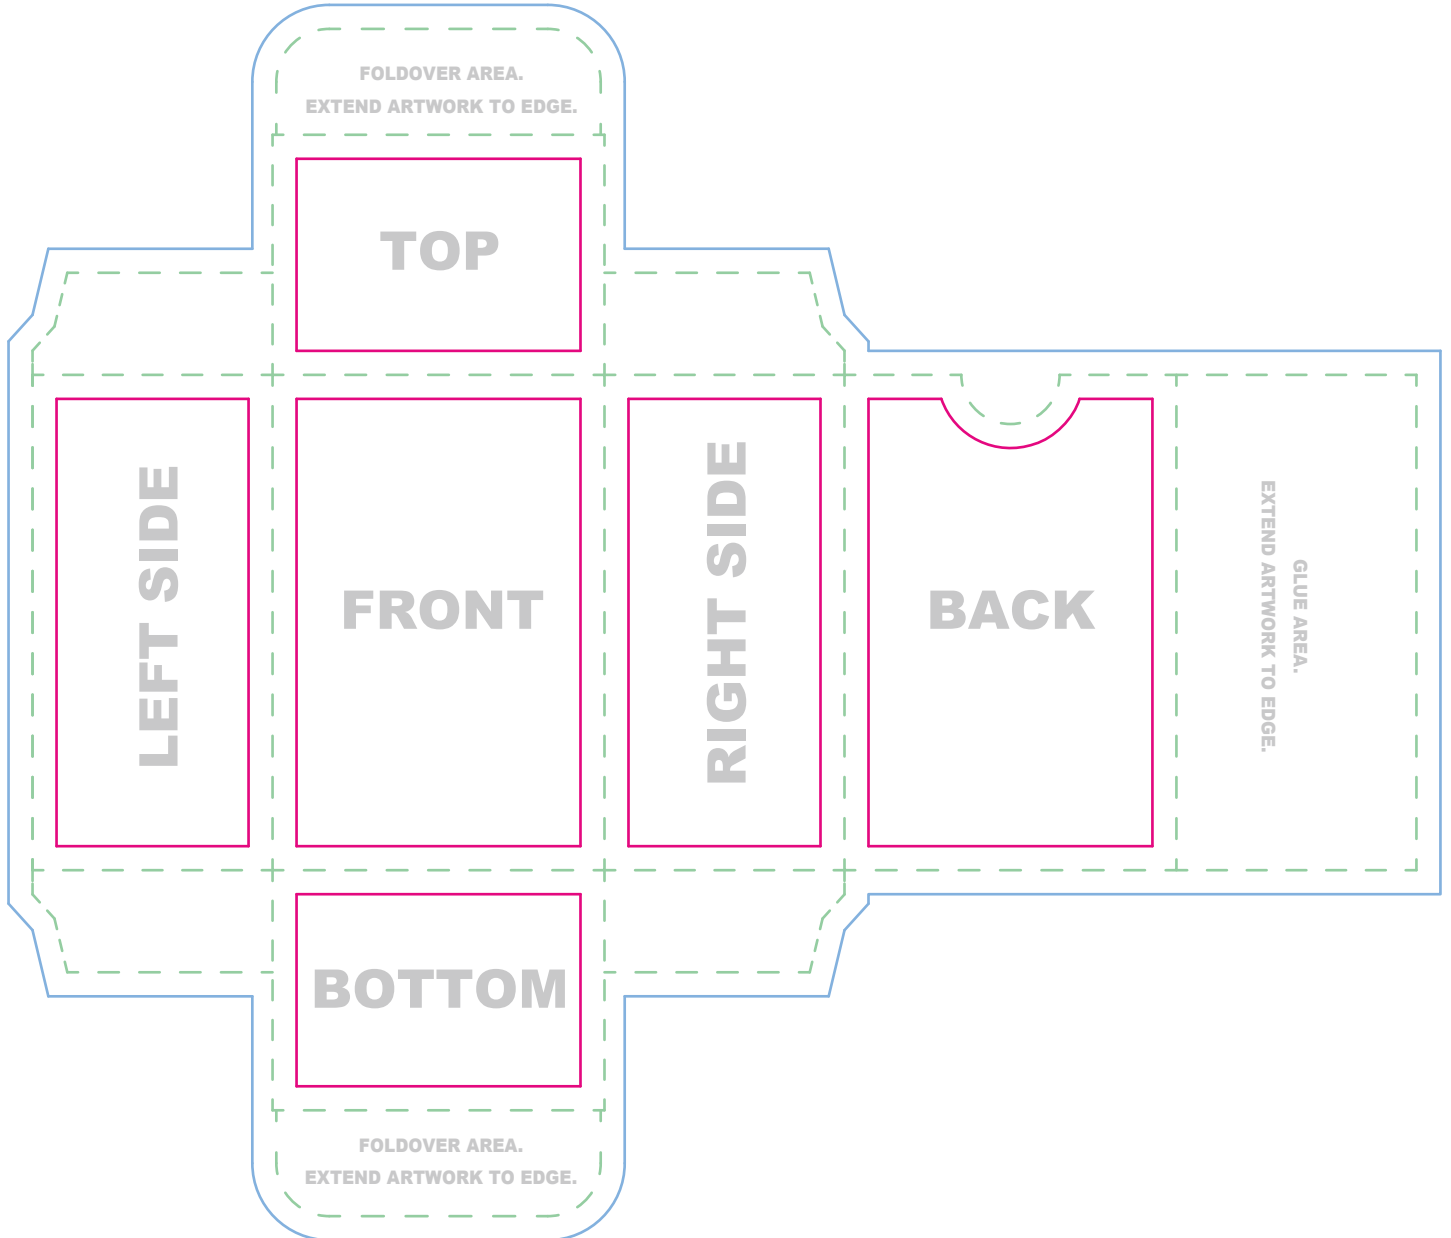 FOLDOVER AREA.
EXTEND ARTWORK TO EDGE.
TOP
LEFT SIDE
FRONT
RIGHT SIDE
BACK
GLUE AREA.
EXTEND ARTWORK TO EDGE.
BOTTOM
FOLDOVER AREA.
EXTEND ARTWORK TO EDGE.